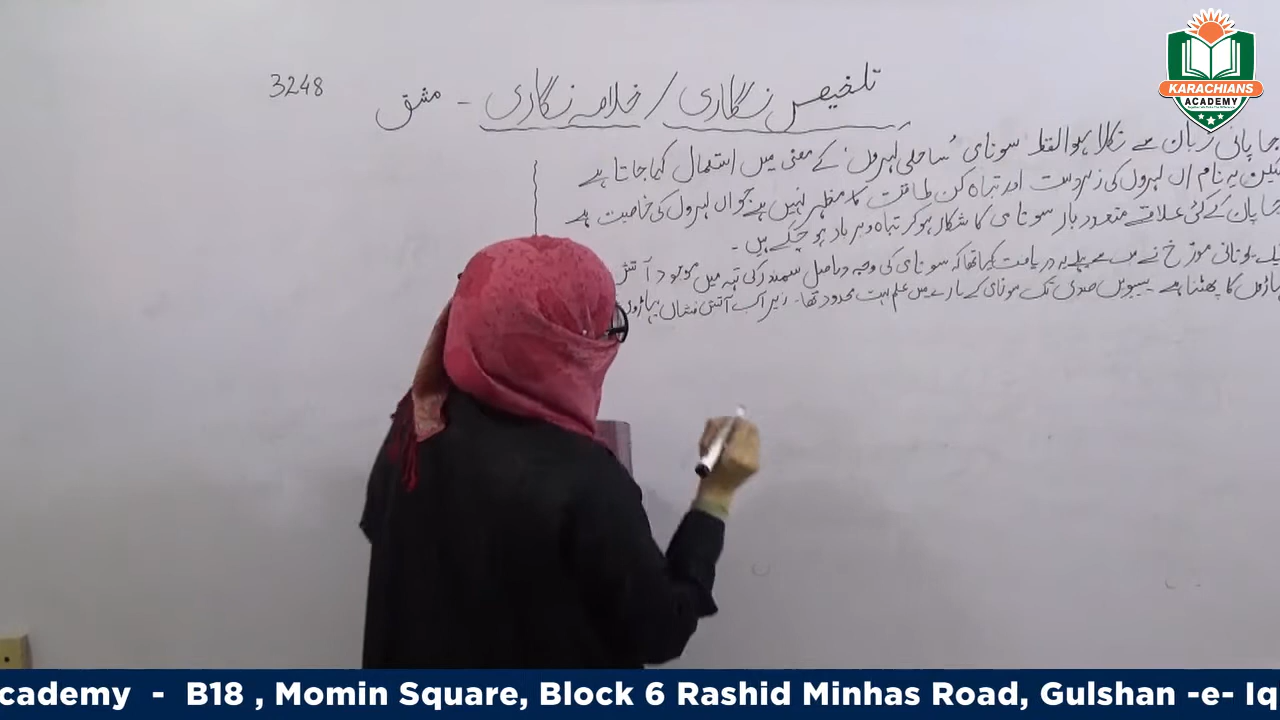 3248
تلخیص نگاری / خلاصہ نگاری - مشق
جاپانی زبان سے نکلا ہوا لفظ سونامی 'ساحلی لہروں' کے معنی میں استعمال کیا جاتا ہے
لیکن یہ نام ان لہروں کی زبردست اور تباہ کن طاقت کا مظہر نہیں ہے جو ان لہروں کی خاصیت ہے
جاپان کے کئی علاقے متعدد بار سونامی کا شکار ہو کر تباہ و برباد ہو چکے ہیں -
یونانی مورخ نے سب سے پہلے یہ دریافت کیا تھا کہ سونامی کی وجہ دراصل سمندر کی تہہ میں موجود آتش
پہاڑوں کا پھٹنا ہے - بیسویں صدی تک سونامی کے بارے میں علم بہت محدود تھا - زیر آب آتش فشاں پہاڑوں
KARACHIANS
ACADEMY
cademy - B18 , Momin Square, Block 6 Rashid Minhas Road, Gulshan -e- Iq